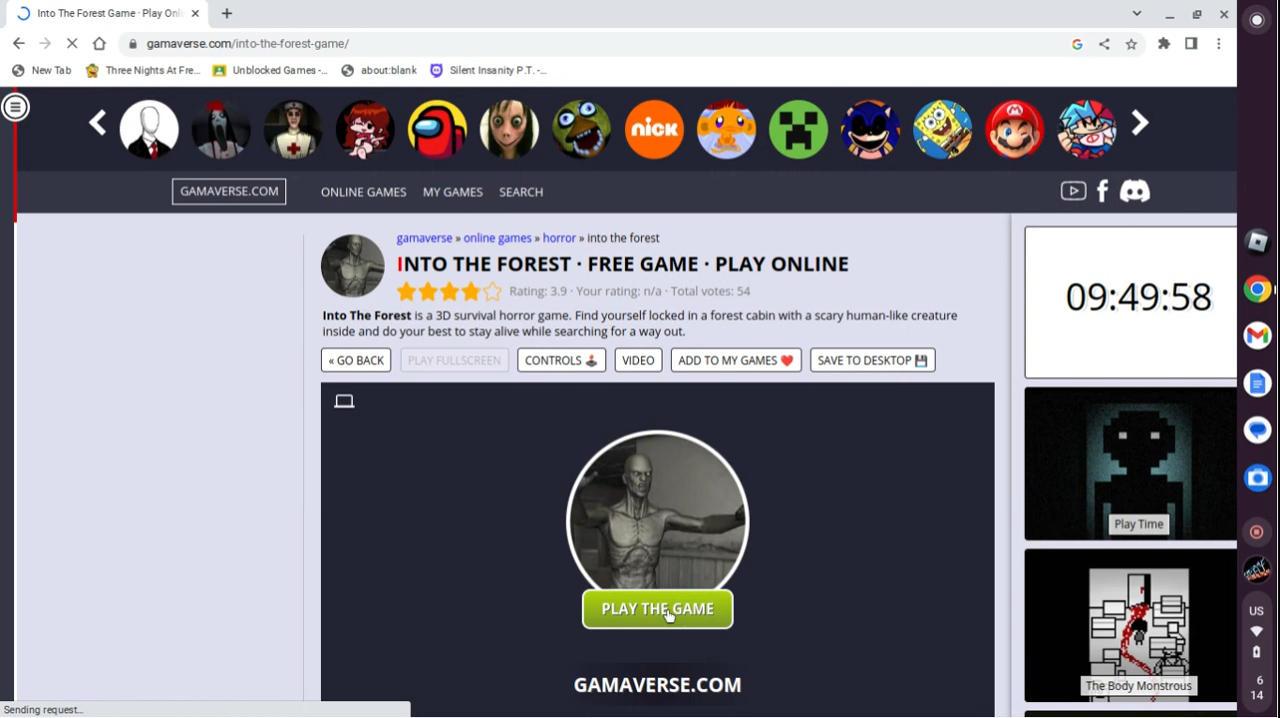 Into The Forest Game · Play Onli
gamaverse.com/into-the-forest-game/
New Tab
Three Nights At Fre...
Unblocked Games -...
about:blank
Silent Insanity P.T. -...
nick
GAMAVERSE.COM
ONLINE GAMES
MY GAMES
SEARCH
gamaverse » online games » horror » into the forest
INTO THE FOREST · FREE GAME · PLAY ONLINE
Rating: 3.9 · Your rating: n/a · Total votes: 54
Into The Forest is a 3D survival horror game. Find yourself locked in a forest cabin with a scary human-like creature
inside and do your best to stay alive while searching for a way out.
« GO BACK
PLAY FULLSCREEN
CONTROLS
VIDEO
ADD TO MY GAMES
SAVE TO DESKTOP
09:49:58
PLAY THE GAME
GAMAVERSE.COM
Play Time
The Body Monstrous
US
6
14
Sending request...